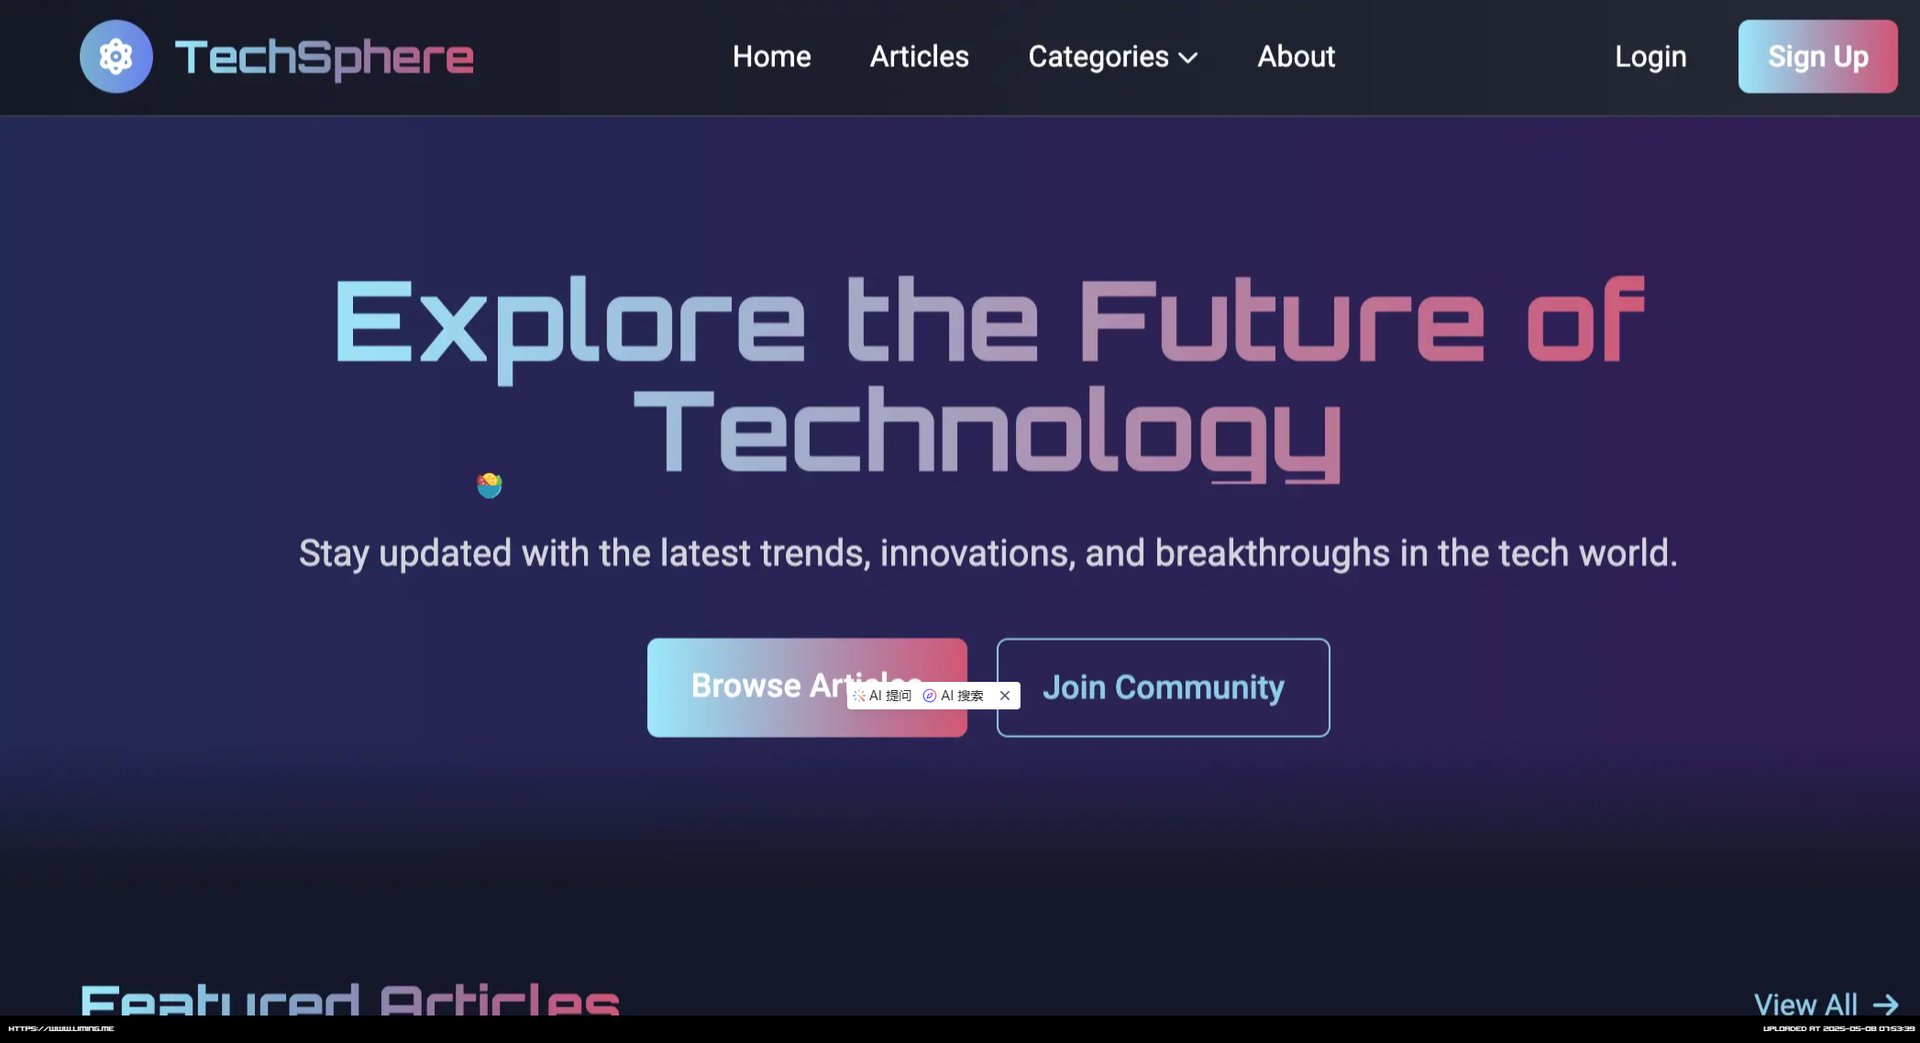 TechSphere
Home Articles Categories About
Login Sign Up
Explore the Future of
Technology
Stay updated with the latest trends, innovations, and breakthroughs in the tech world.
Browse Articles
AI 提问 AI 搜索
Join Community
Featured Articles
View All
HTTPS://WWW.LIMING.ME
UPLOADED AT 2025-05-08 07:53:39